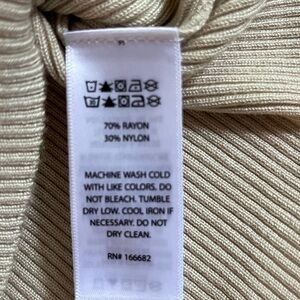 70% RAYON
30% NYLON
MACHINE WASH COLD
WITH LIKE COLORS. DO
NOT BLEACH. TUMBLE
DRY LOW. COOL IRON IF
NECESSARY. DO NOT
DRY CLEAN.
RN# 166682